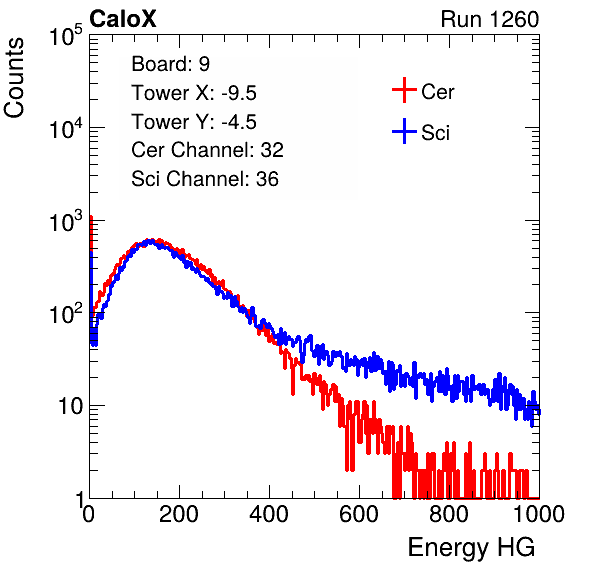 CaloX Run 1260
Counts
Board: 9
Tower X: -9.5
Tower Y: -4.5
Cer Channel: 32
Sci Channel: 36
Cer
Sci
10^5
10^4
10^3
10^2
10
1
0 200 400 600 800 1000
Energy HG